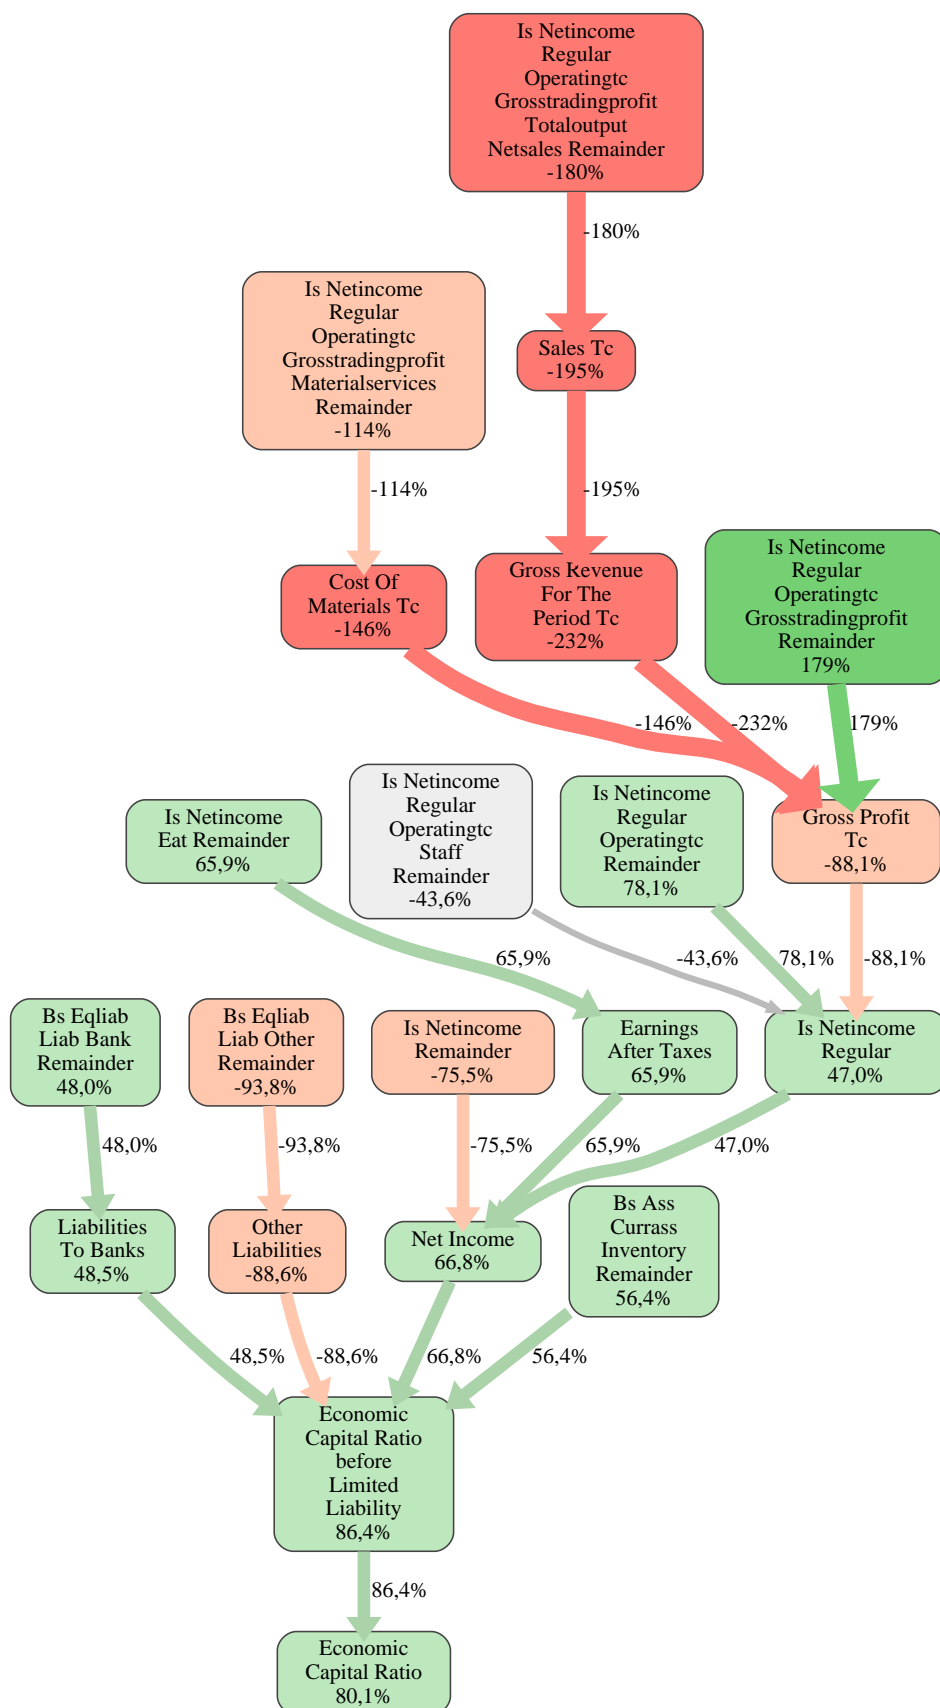 Is Netincome
Regular
Operatingtc
Grosstradingprofit
Totaloutput
Netsales Remainder
-180%
-180%
Is Netincome
Regular
Operatingtc
Grosstradingprofit
Materialservices
Remainder
-114%
Sales Tc
-195%
-114%
-195%
Is Netincome
Regular
Operatingtc
Grosstradingprofit
Remainder
179%
Cost Of
Materials Tc
-146%
Gross Revenue
For The
Period Tc
-232%
-146%
-232%
179%
Is Netincome
Eat Remainder
65,9%
Is Netincome
Regular
Operatingtc
Staff
Remainder
-43,6%
Is Netincome
Regular
Operatingtc
Remainder
78,1%
Gross Profit
Tc
-88,1%
65,9%
-43,6%
78,1%
-88,1%
Bs Eqliab
Liab Bank
Remainder
48,0%
Bs Eqliab
Liab Other
Remainder
-93,8%
Is Netincome
Remainder
-75,5%
Earnings
After Taxes
65,9%
Is Netincome
Regular
47,0%
48,0%
-93,8%
-75,5%
65,9%
47,0%
Liabilities
To Banks
48,5%
Other
Liabilities
-88,6%
Net Income
66,8%
Bs Ass
Currass
Inventory
Remainder
56,4%
48,5%
-88,6%
66,8%
56,4%
Economic
Capital Ratio
before
Limited
Liability
86,4%
86,4%
Economic
Capital Ratio
80,1%